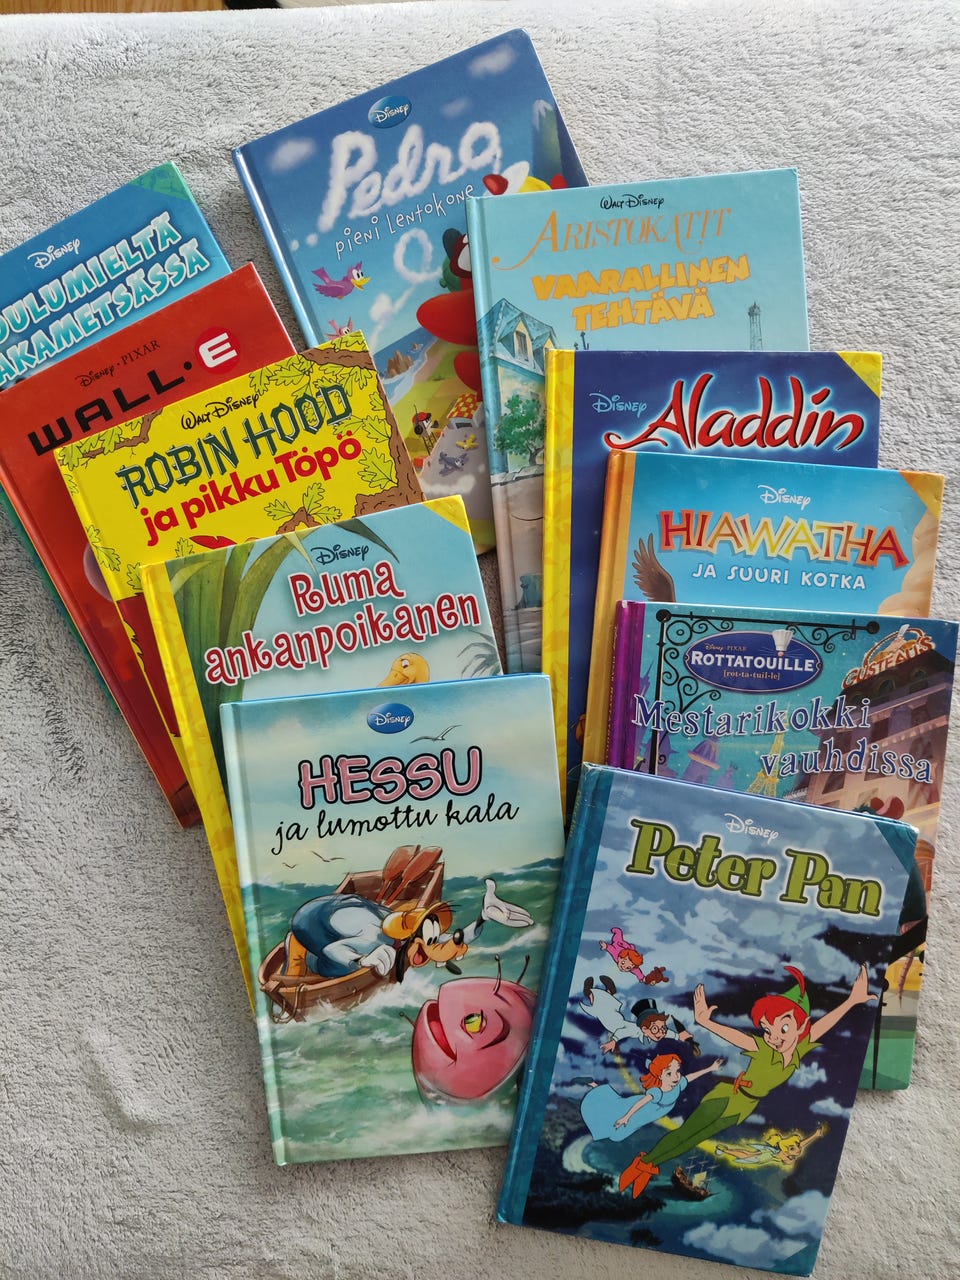 Disney
Pedro
pieni lentokone
Walt Disney
ARISTOKATIT
VAARALLINEN
TEHTÄVÄ
Disney
Disney · PIXAR
WALL·E
Walt Disney
ROBIN HOOD
ja pikku Töpö
Disney
Aladdin
Disney
HIAWATHA
JA SUURI KOTKA
Disney
Ruma
ankanpoikanen
Disney · PIXAR
ROTTATOUILLE
[rot·ta·tuil·le]
GUSTEAU'S
Mestarikokki
vauhdissa
Disney
HESSU
ja lumottu kala
Disney
Peter Pan